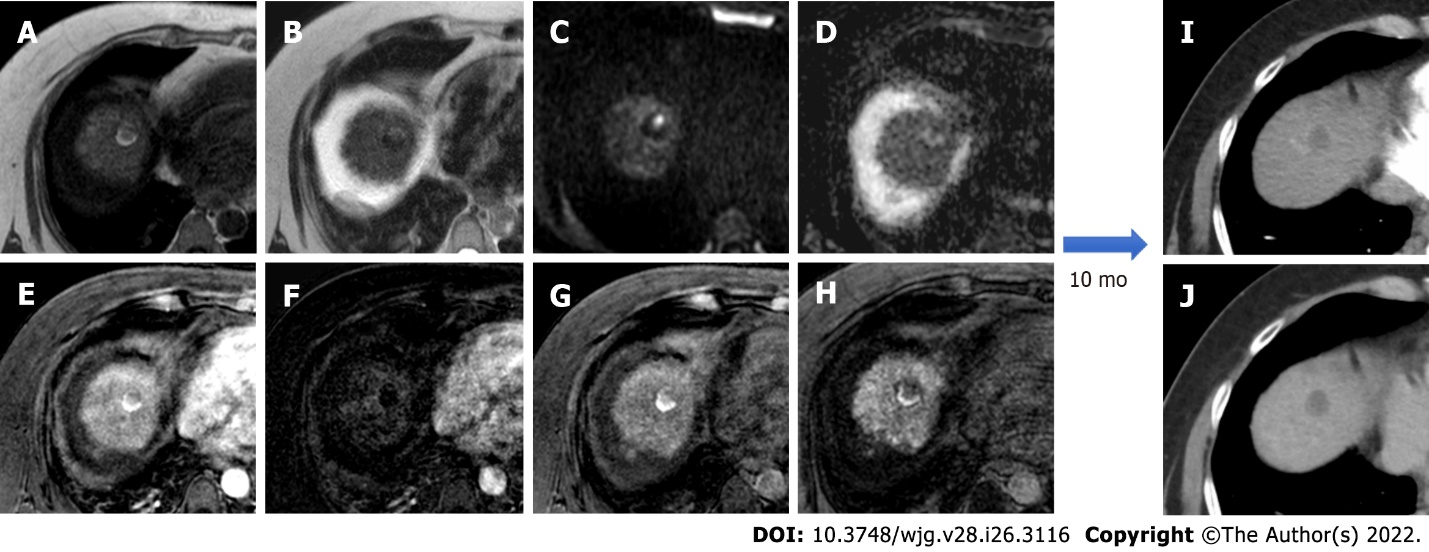 A B C D I
10 mo
E F G H J
DOI: 10.3748/wjg.v28.i26.3116 Copyright ©The Author(s) 2022.